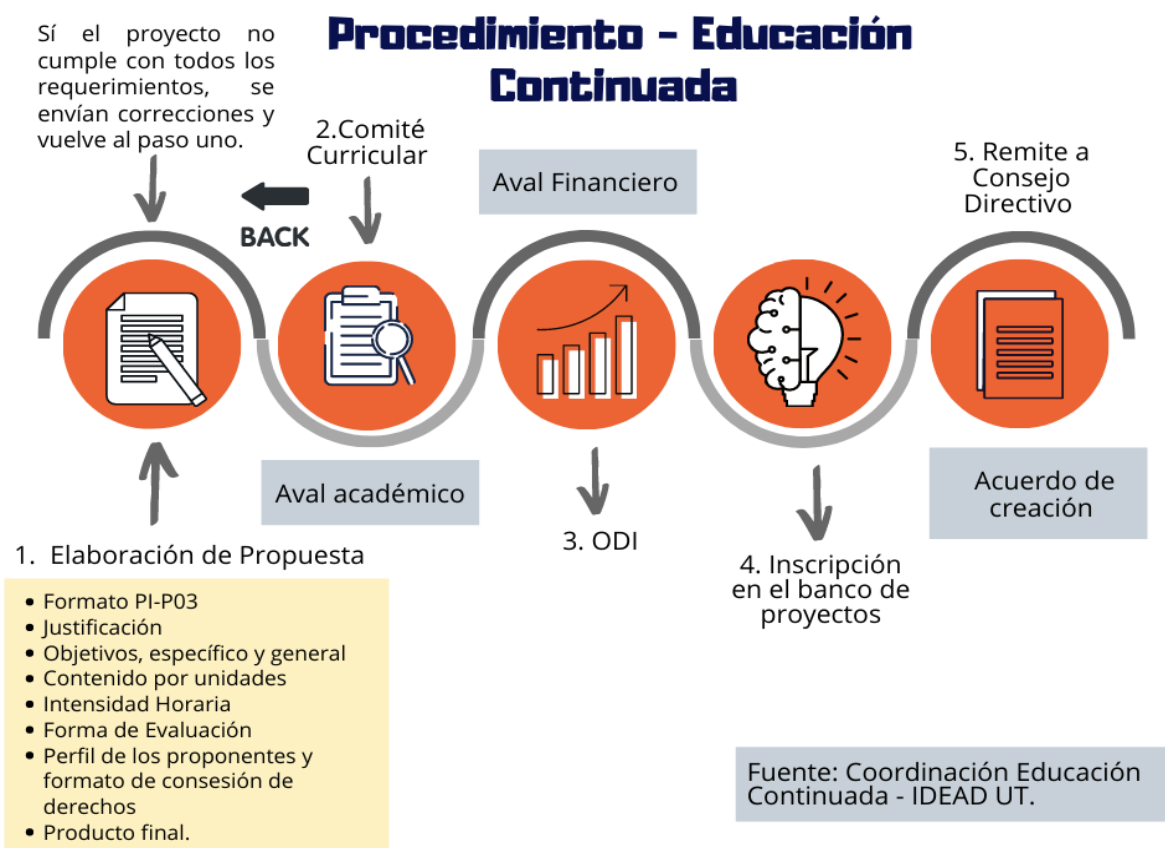 Procedimiento - Educación
Continuada
Sí el proyecto no
cumple con todos los
requerimientos, se
envían correcciones y
vuelve al paso uno.
BACK
2.Comité
Curricular
Aval Financiero
5. Remite a
Consejo
Directivo
Aval académico
3. ODI
4. Inscripción
en el banco de
proyectos
Acuerdo de
creación
1. Elaboración de Propuesta
• Formato PI-P03
• Justificación
• Objetivos, específico y general
• Contenido por unidades
• Intensidad Horaria
• Forma de Evaluación
• Perfil de los proponentes y
formato de consesión de
derechos
• Producto final.
Fuente: Coordinación Educación
Continuada - IDEAD UT.